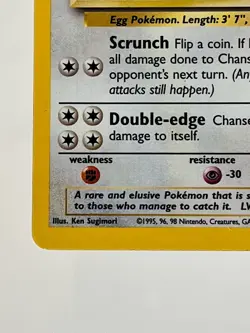 Egg Pokémon. Length: 3' 7",
Scrunch Flip a coin. If
all damage done to Chans
opponent's next turn. (An
attacks still happen.)
Double-edge Chans
damage to itself.
weakness resistance
-30
A rare and elusive Pokémon that is s
to those who manage to catch it. LV
Illus. Ken Sugimori ©1995, 96, 98 Nintendo, Creatures, GA